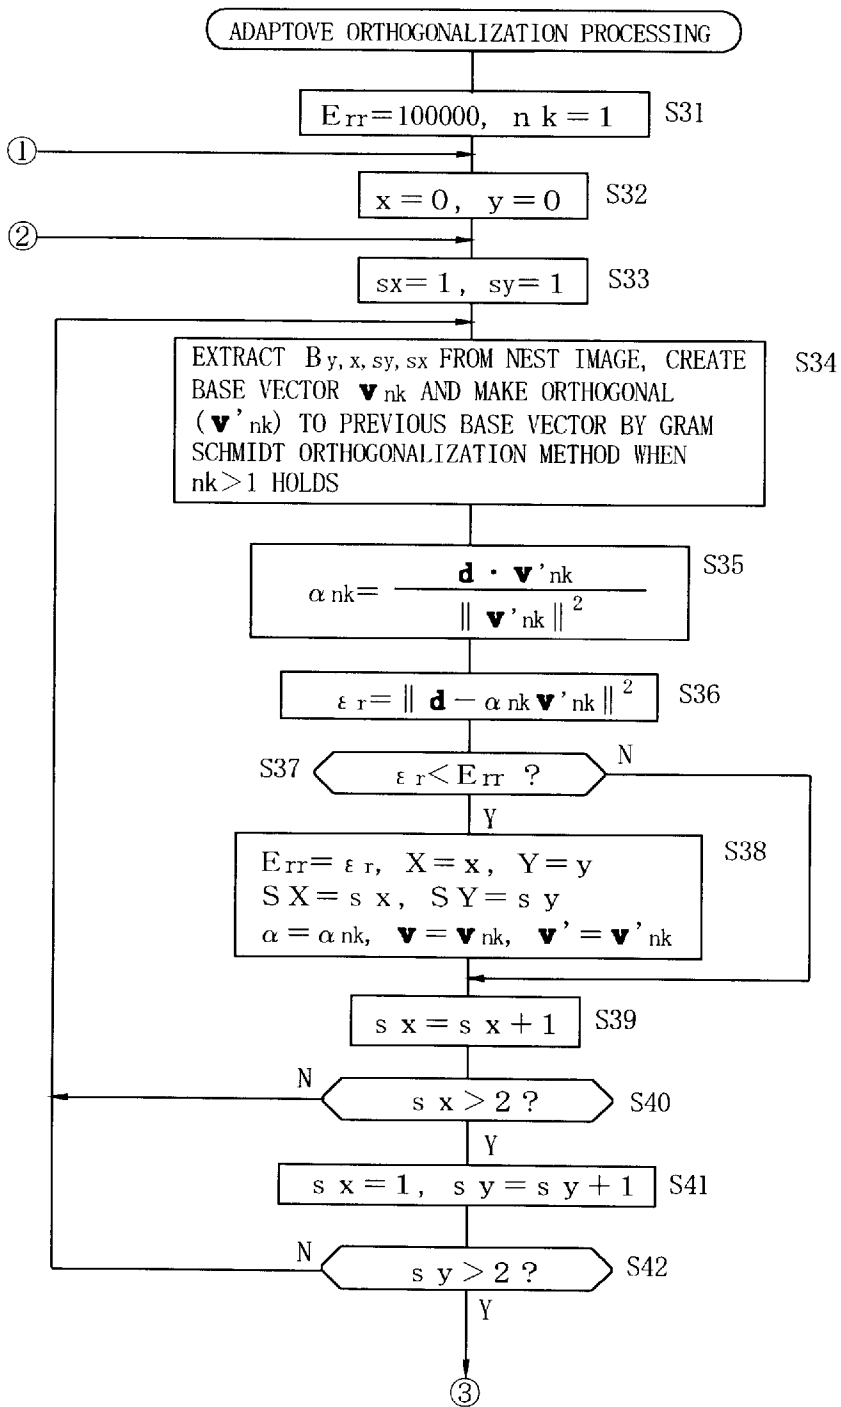 ADAPTOVE ORTHOGONALIZATION PROCESSING
Err=100000, nk=1 S31
①
x=0, y=0 S32
②
sx=1, sy=1 S33
EXTRACT By,x,sy,sx FROM NEST IMAGE, CREATE S34
BASE VECTOR vnk AND MAKE ORTHOGONAL
(v'nk) TO PREVIOUS BASE VECTOR BY GRAM
SCHMIDT ORTHOGONALIZATION METHOD WHEN
nk>1 HOLDS
αnk= d · v'nk / ‖v'nk‖² S35
εr=‖d-αnkv'nk‖² S36
S37 εr<Err ? N
Y
Err=εr, X=x, Y=y S38
SX=sx, SY=sy
α=αnk, v=vnk, v'=v'nk
sx=sx+1 S39
N sx>2? S40
Y
sx=1, sy=sy+1 S41
N sy>2? S42
Y
③